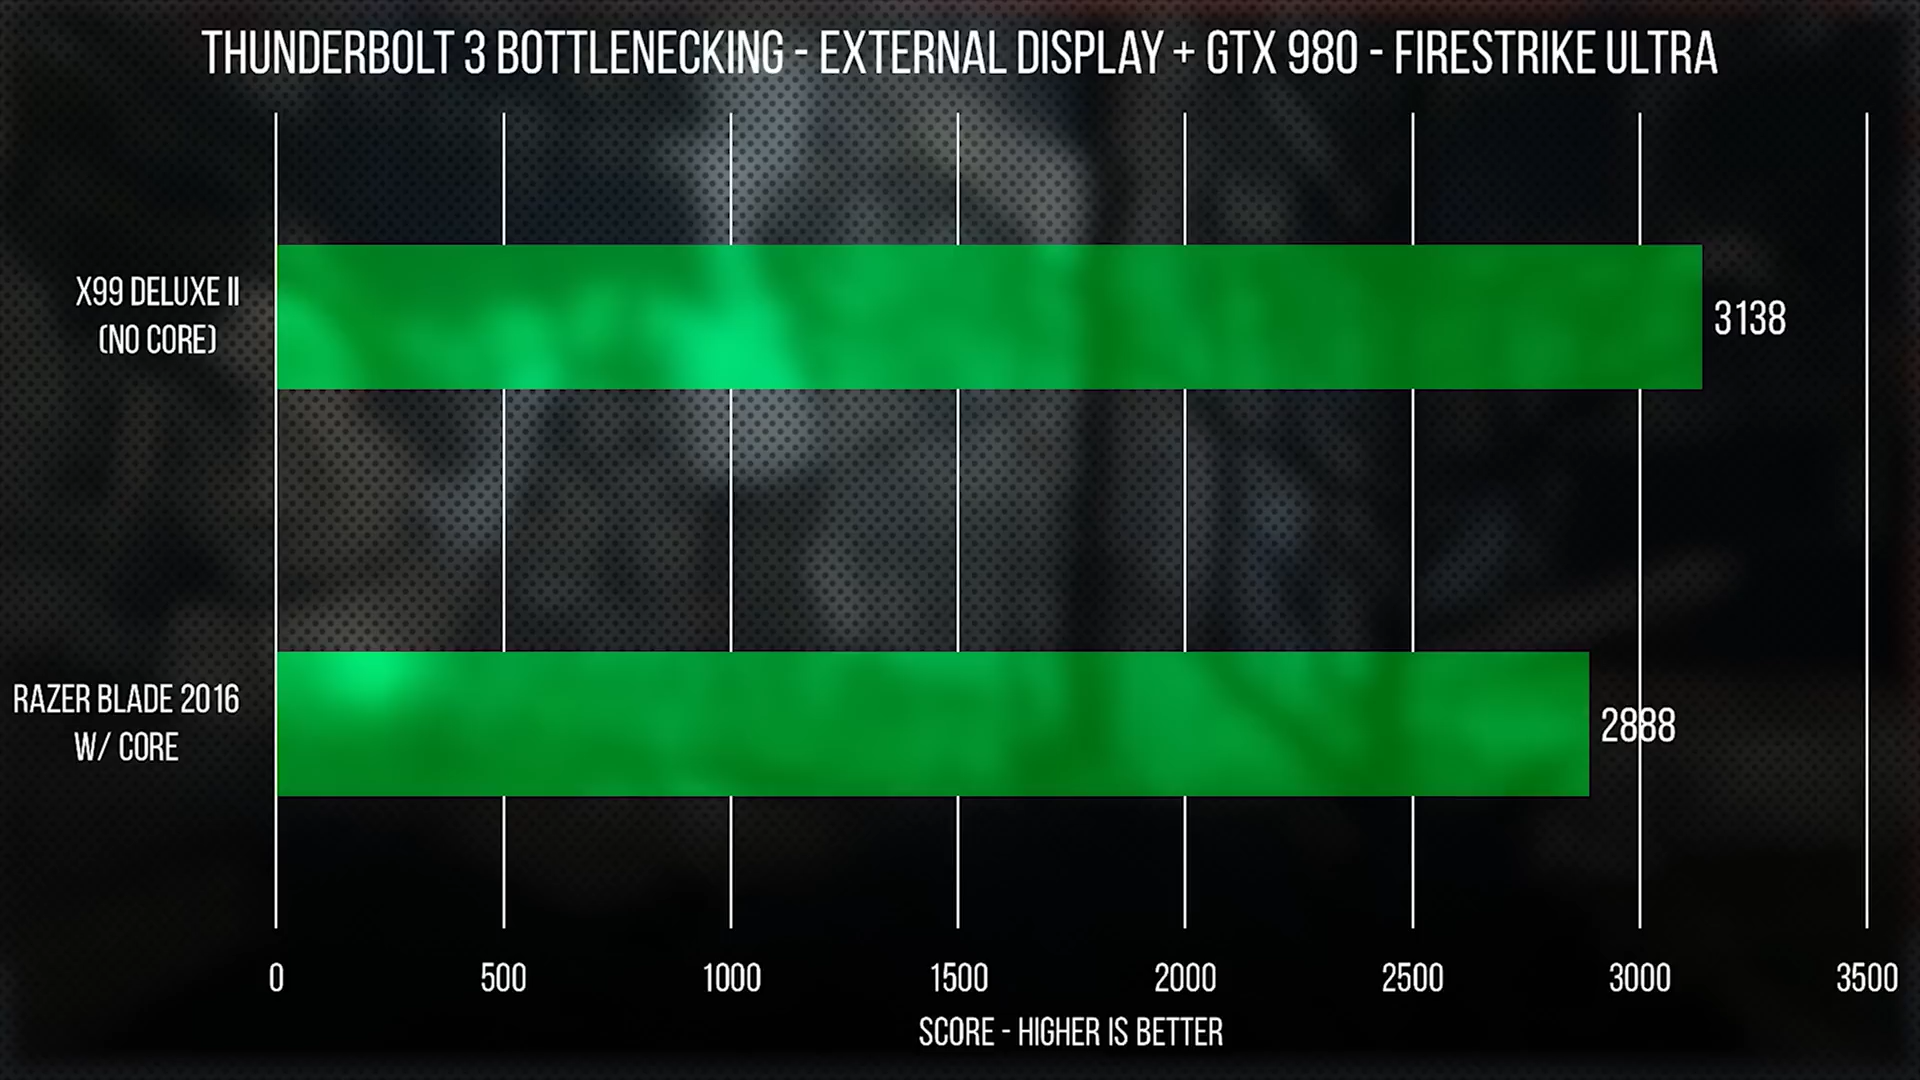 THUNDERBOLT 3 BOTTLENECKING - EXTERNAL DISPLAY + GTX 980 - FIRESTRIKE ULTRA
X99 DELUXE II
(NO CORE)
3138
RAZER BLADE 2016
W/ CORE
2888
0 500 1000 1500 2000 2500 3000 3500
SCORE - HIGHER IS BETTER